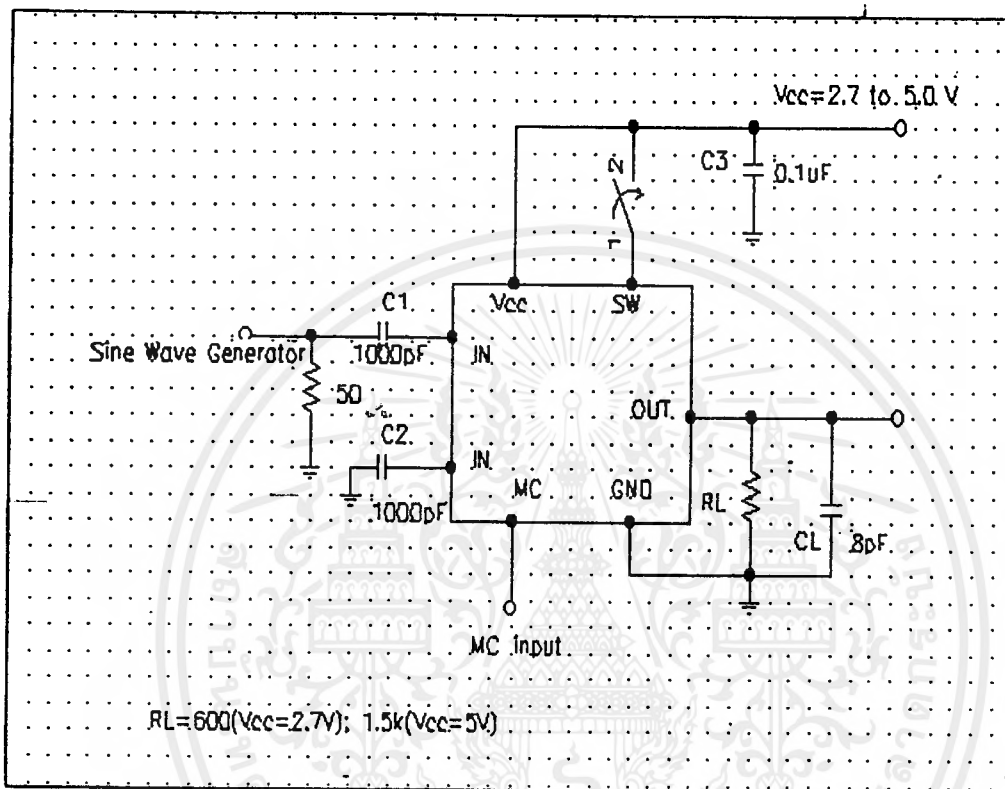 Vcc=2.7 to 5.0 V
C3
0.1uF
2
1
Vcc
SW
C1
Sine Wave Generator
1000pF
IN
50
OUT
C2
IN
1000pF
MC
GND
RL
CL
8pF
MC input
RL=600(Vcc=2.7V); 1.5k(Vcc=5V)